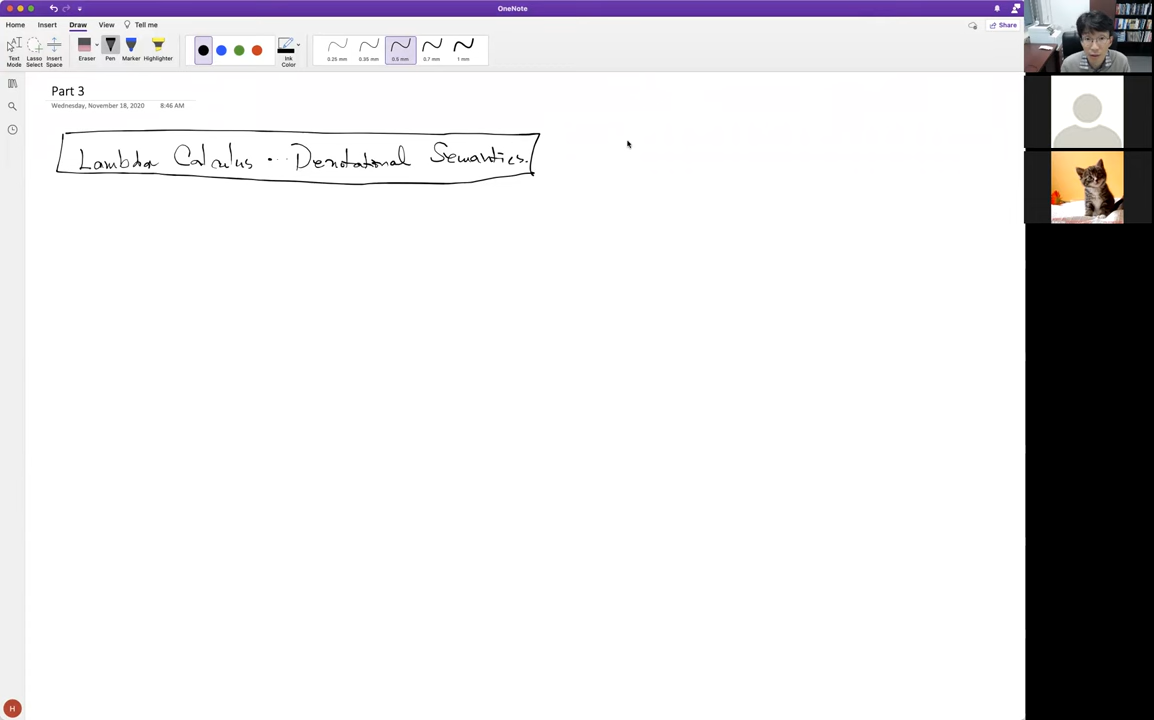 OneNote
Home Insert Draw View Tell me
Share
Text Mode
Lasso Select
Insert Space
Eraser
Pen
Marker
Highlighter
Ink Color
0.25 mm
0.35 mm
0.5 mm
0.7 mm
1 mm
Part 3
Wednesday, November 18, 2020 8:46 AM
Lambda Calculus ... Denotational Semantics.
H